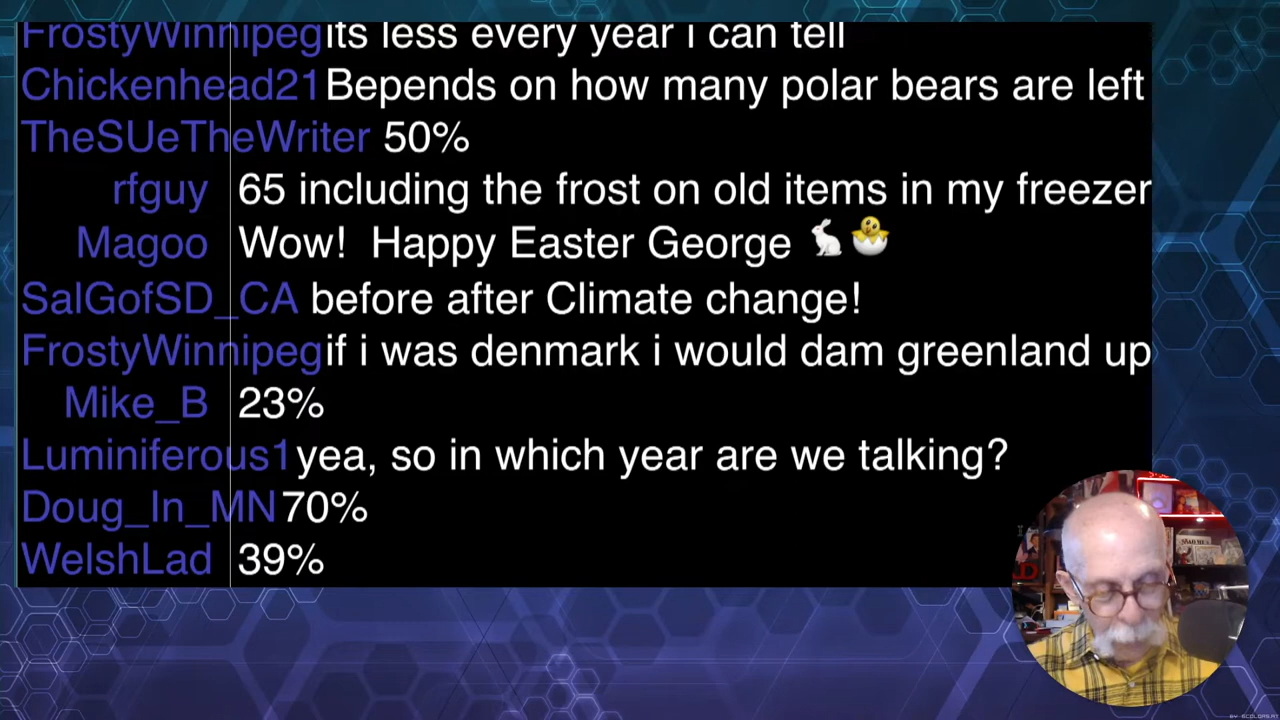 FrostyWinnipeg its less every year i can tell
Chickenhead21 Bepends on how many polar bears are left
TheSUeTheWriter 50%
rfguy 65 including the frost on old items in my freezer
Magoo Wow! Happy Easter George 🐇🐣
SalGofSD_CA before after Climate change!
FrostyWinnipeg if i was denmark i would dam greenland up
Mike_B 23%
Luminiferous1 yea, so in which year are we talking?
Doug_In_MN 70%
WelshLad 39%